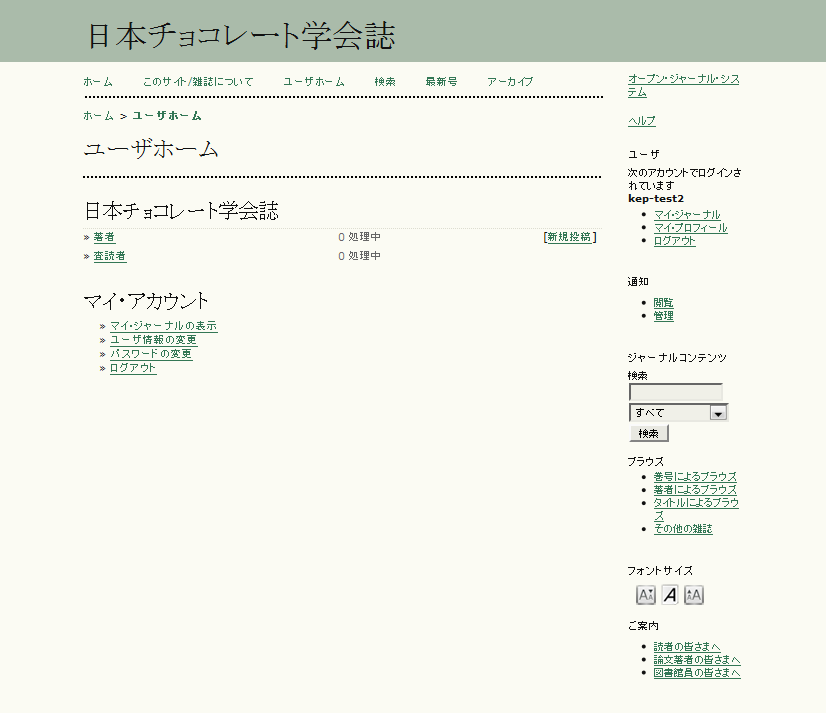 日本チョコレート学会誌
ホーム このサイト/雑誌について ユーザホーム 検索 最新号 アーカイブ
ホーム > ユーザホーム
ユーザホーム
日本チョコレート学会誌
» 著者 0 処理中 [新規投稿]
» 査読者 0 処理中
マイ・アカウント
» マイ・ジャーナルの表示
» ユーザ情報の変更
» パスワードの変更
» ログアウト
オープン・ジャーナル・シス
テム
ヘルプ
ユーザ
次のアカウントでログインさ
れています
kep-test2
マイ・ジャーナル
マイ・プロフィール
ログアウト
通知
閲覧
管理
ジャーナルコンテンツ
検索
すべて
検索
ブラウズ
巻号によるブラウズ
著者によるブラウズ
タイトルによるブラウ
ズ
その他の雑誌
フォントサイズ
ご案内
読者の皆さまへ
論文著者の皆さまへ
図書館員の皆さまへ